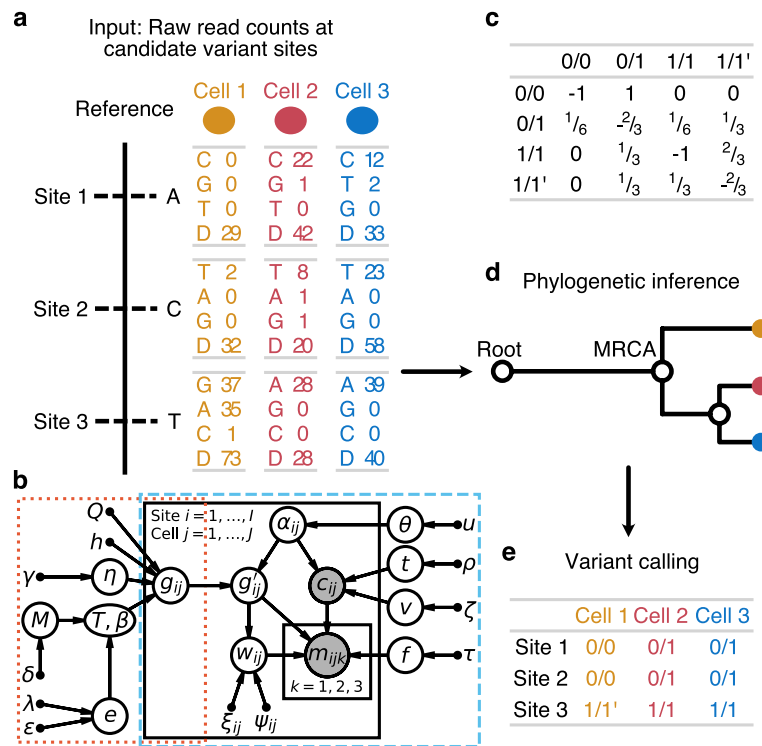 a
Input: Raw read counts at
candidate variant sites
Reference
Cell 1 Cell 2 Cell 3
Site 1 A
C 0 C 22 C 12
G 0 G 1 T 2
T 0 T 0 G 0
D 29 D 42 D 33
Site 2 C
T 2 T 8 T 23
A 0 A 1 A 0
G 0 G 1 G 0
D 32 D 20 D 58
Site 3 T
G 37 A 28 A 39
A 35 G 0 G 0
C 1 C 0 C 0
D 73 D 28 D 40
b
Site i = 1, ..., I
Cell j = 1, ..., J
Q
h
γ η
M T, β
δ
λ
ε e
g_ij g'_ij
α_ij θ u
c_ij t ρ
v ζ
w_ij m_ijk f τ
k = 1, 2, 3
ξ_ij ψ_ij
c
0/0 0/1 1/1 1/1'
0/0 -1 1 0 0
0/1 1/6 -2/3 1/6 1/3
1/1 0 1/3 -1 2/3
1/1' 0 1/3 1/3 -2/3
d
Phylogenetic inference
Root MRCA
e
Variant calling
Cell 1 Cell 2 Cell 3
Site 1 0/0 0/1 0/1
Site 2 0/0 0/1 0/1
Site 3 1/1' 1/1 1/1